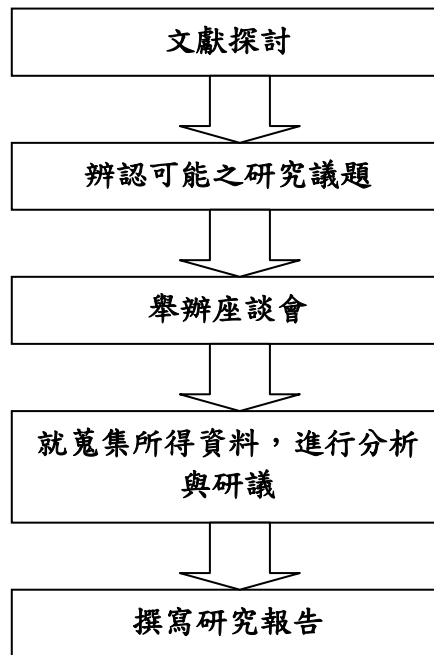 文獻探討
辨認可能之研究議題
舉辦座談會
就蒐集所得資料，進行分析
與研議
撰寫研究報告